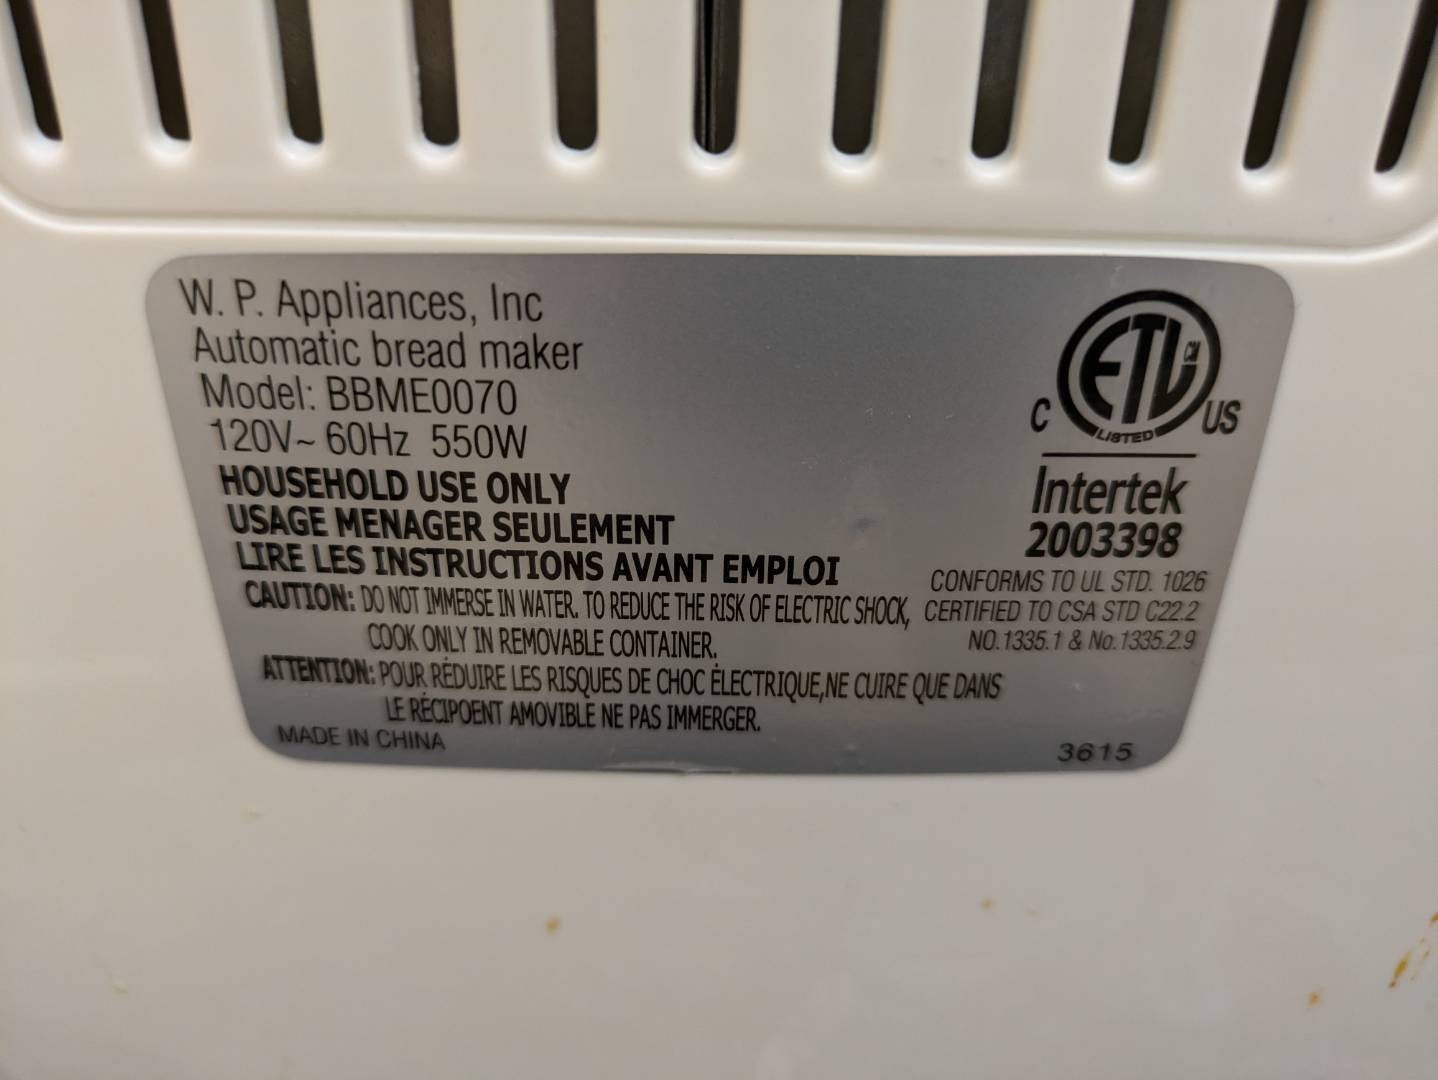 W. P. Appliances, Inc
Automatic bread maker
Model: BBME0070
120V~ 60Hz 550W
HOUSEHOLD USE ONLY
USAGE MENAGER SEULEMENT
LIRE LES INSTRUCTIONS AVANT EMPLOI
CAUTION: DO NOT IMMERSE IN WATER. TO REDUCE THE RISK OF ELECTRIC SHOCK,
COOK ONLY IN REMOVABLE CONTAINER.
ATTENTION: POUR RÉDUIRE LES RISQUES DE CHOC ÉLECTRIQUE,NE CUIRE QUE DANS
LE RÉCIPOENT AMOVIBLE NE PAS IMMERGER.
MADE IN CHINA
ETL CM
C US
LISTED
Intertek
2003398
CONFORMS TO UL STD. 1026
CERTIFIED TO CSA STD C22.2
NO.1335.1 & No.1335.2.9
3615